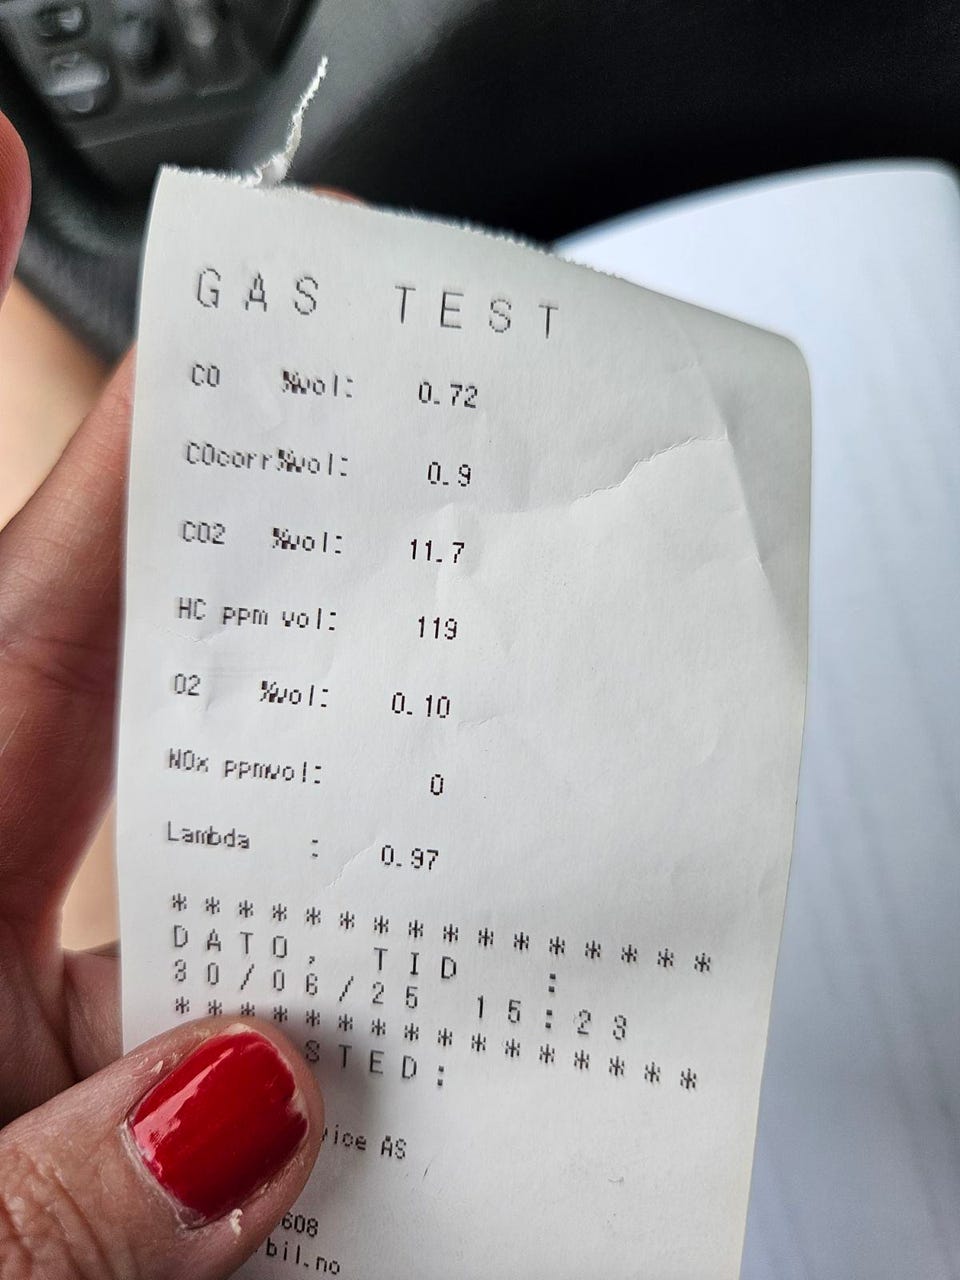 GAS TEST
CO %vol: 0.72
COcorr%vol: 0.9
CO2 %vol: 11.7
HC ppm vol: 119
O2 %vol: 0.10
NOx ppmvol: 0
Lambda : 0.97
* * * * * * * * * * * * * * * *
DATO, TID :
30/06/25 15:23
* * * * * * * * * * * * * * * *
STED:
AS
608
bil.no